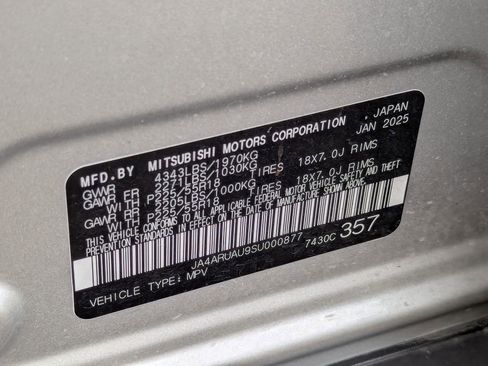 MFD.BY MITSUBISHI MOTORS CORPORATION JAPAN
GVWR 4343LBS/1970KG JAN 2025
GAWR FR 2271LBS/1030KG
WITH P225/55R18 TIRES 18X7.0J RIMS
GAWR RR 2205LBS/1000KG
WITH P225/55R18 TIRES 18X7.0J RIMS
THIS VEHICLE CONFORMS TO ALL APPLICABLE FEDERAL MOTOR VEHICLE SAFETY AND THEFT
PREVENTION STANDARDS IN EFFECT ON THE DATE OF MANUFACTURE SHOWN ABOVE.
JA4ARUAU9SU000877 7430C 357
VEHICLE TYPE: MPV